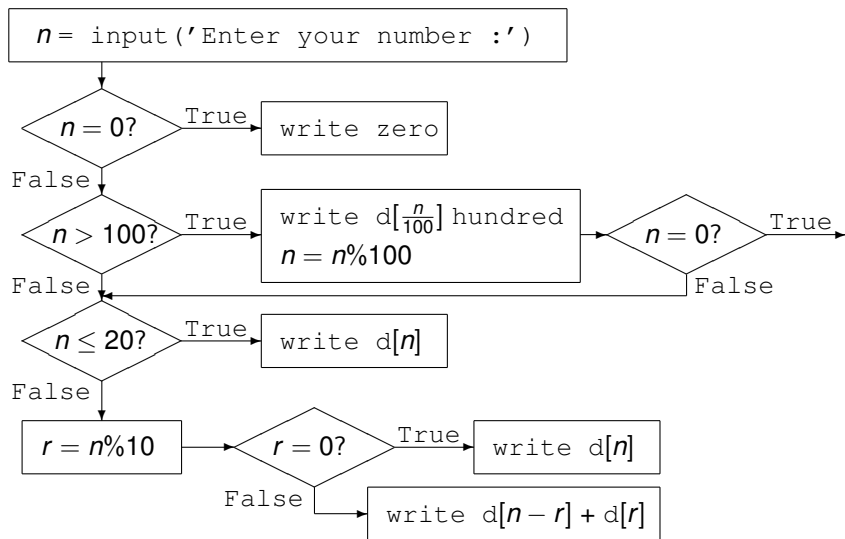 n = input('Enter your number :')
n = 0?
True
write zero
False
n > 100?
True
write d[n/100] hundred
n = n%100
n = 0?
True
False
False
n ≤ 20?
True
write d[n]
False
r = n%10
r = 0?
True
write d[n]
False
write d[n − r] + d[r]